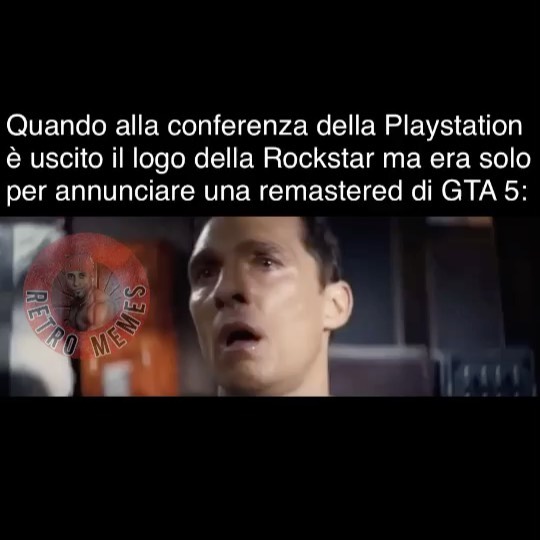 Quando alla conferenza della Playstation
è uscito il logo della Rockstar ma era solo
per annunciare una remastered di GTA 5:
RETRO MEMES